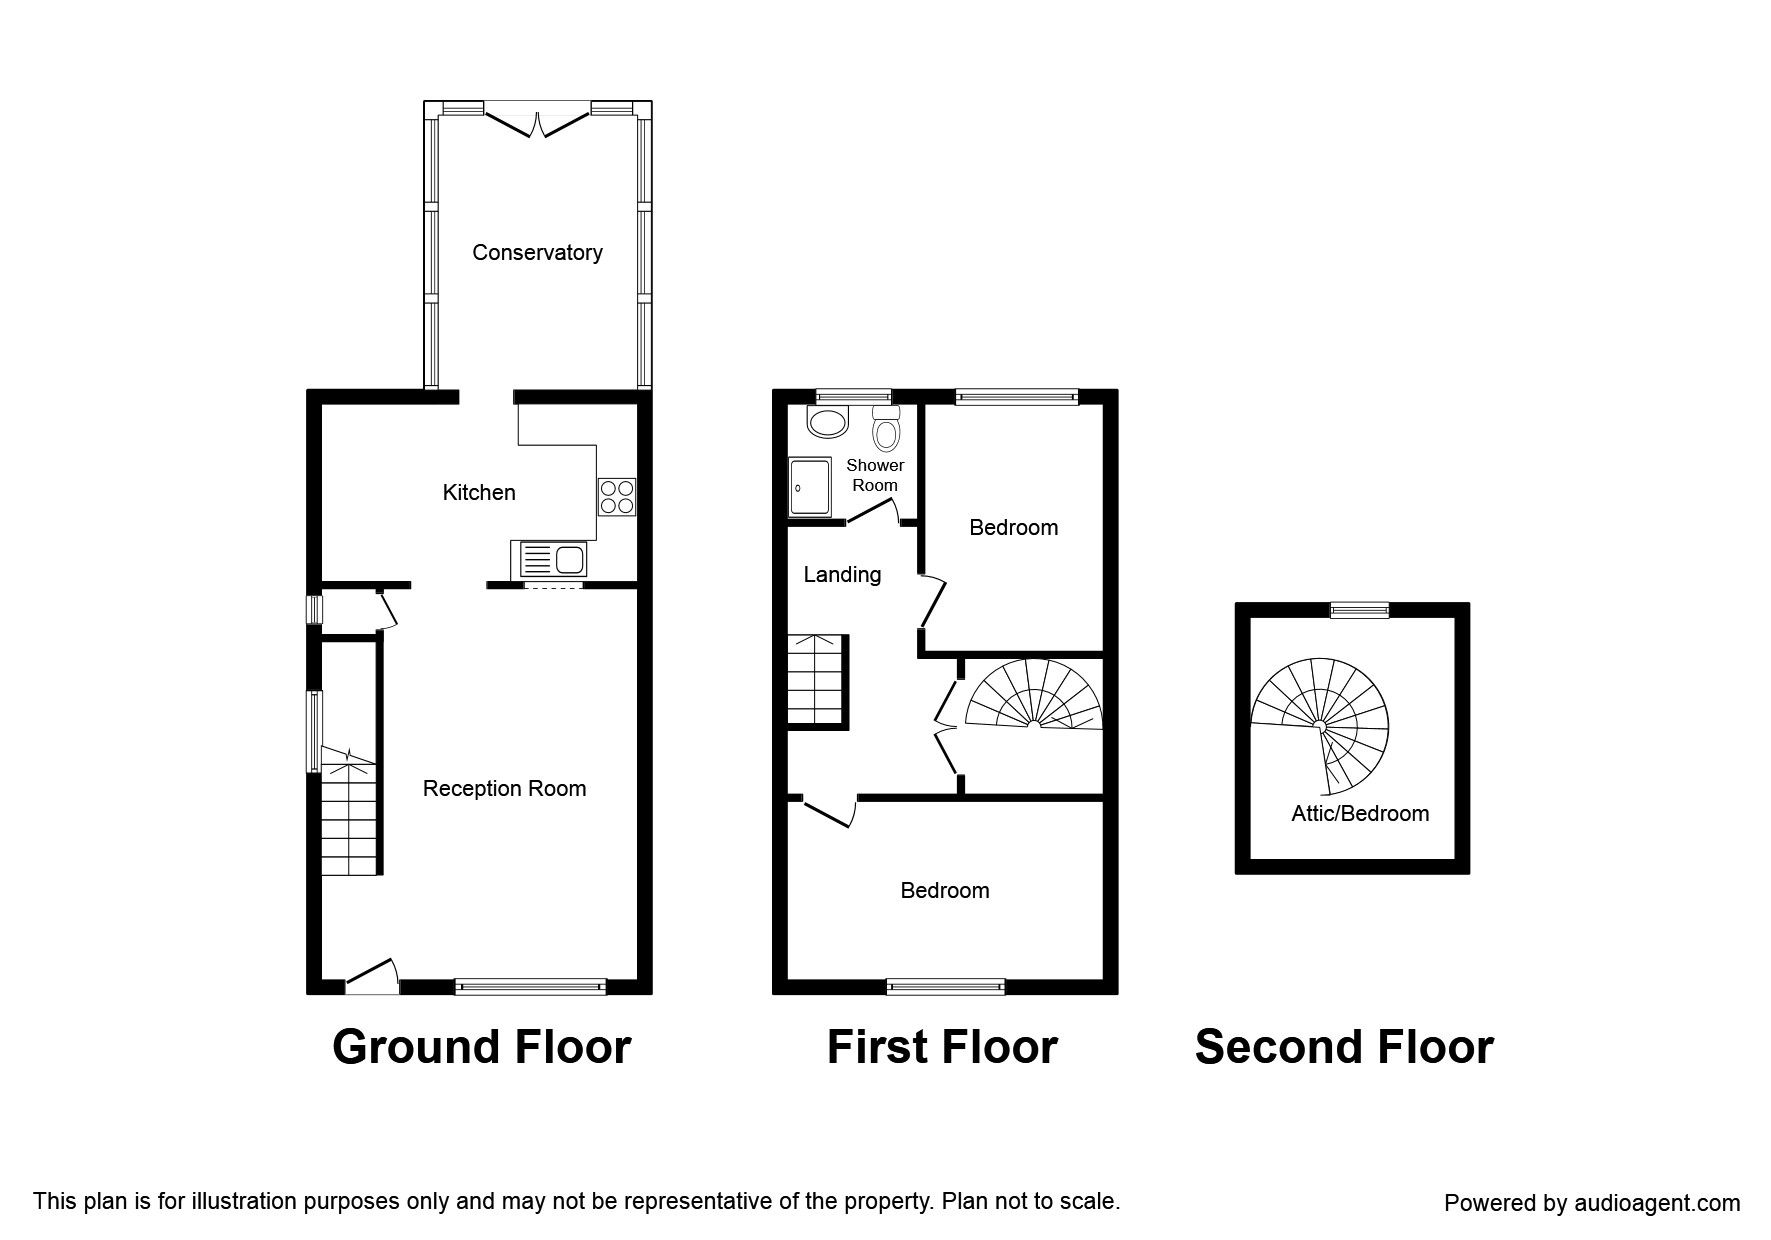 Conservatory
Kitchen
Reception Room
Ground Floor
Shower
Room
Bedroom
Landing
Bedroom
First Floor
Attic/Bedroom
Second Floor
This plan is for illustration purposes only and may not be representative of the property. Plan not to scale.
Powered by audioagent.com